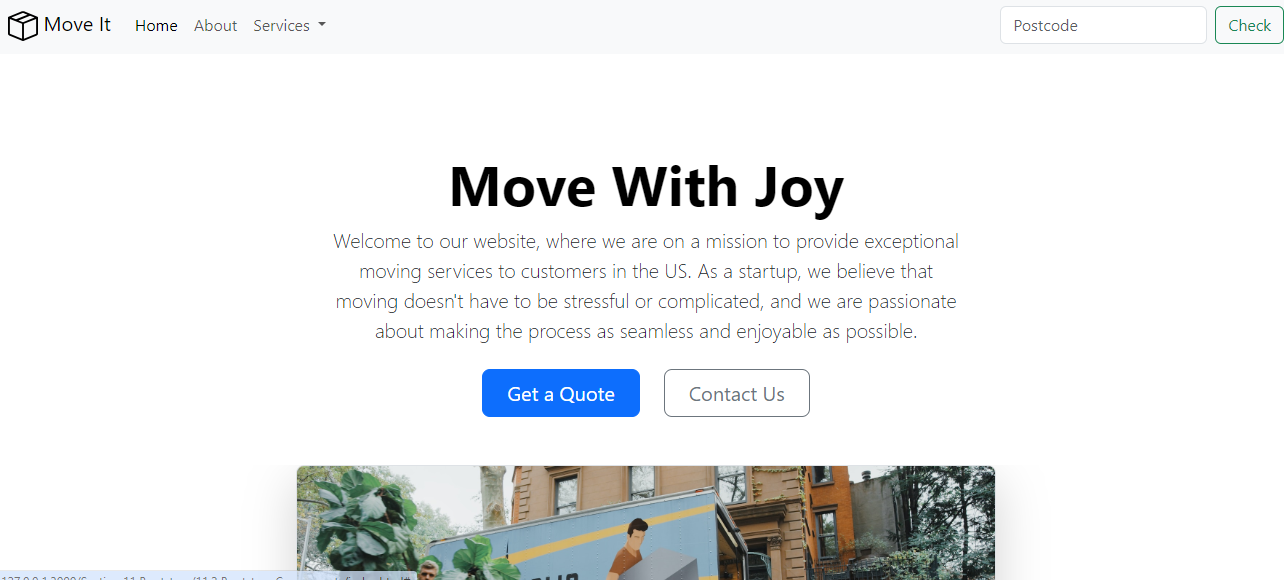 Move It
Home
About
Services
Postcode
Check
Move With Joy
Welcome to our website, where we are on a mission to provide exceptional
moving services to customers in the US. As a startup, we believe that
moving doesn't have to be stressful or complicated, and we are passionate
about making the process as seamless and enjoyable as possible.
Get a Quote
Contact Us